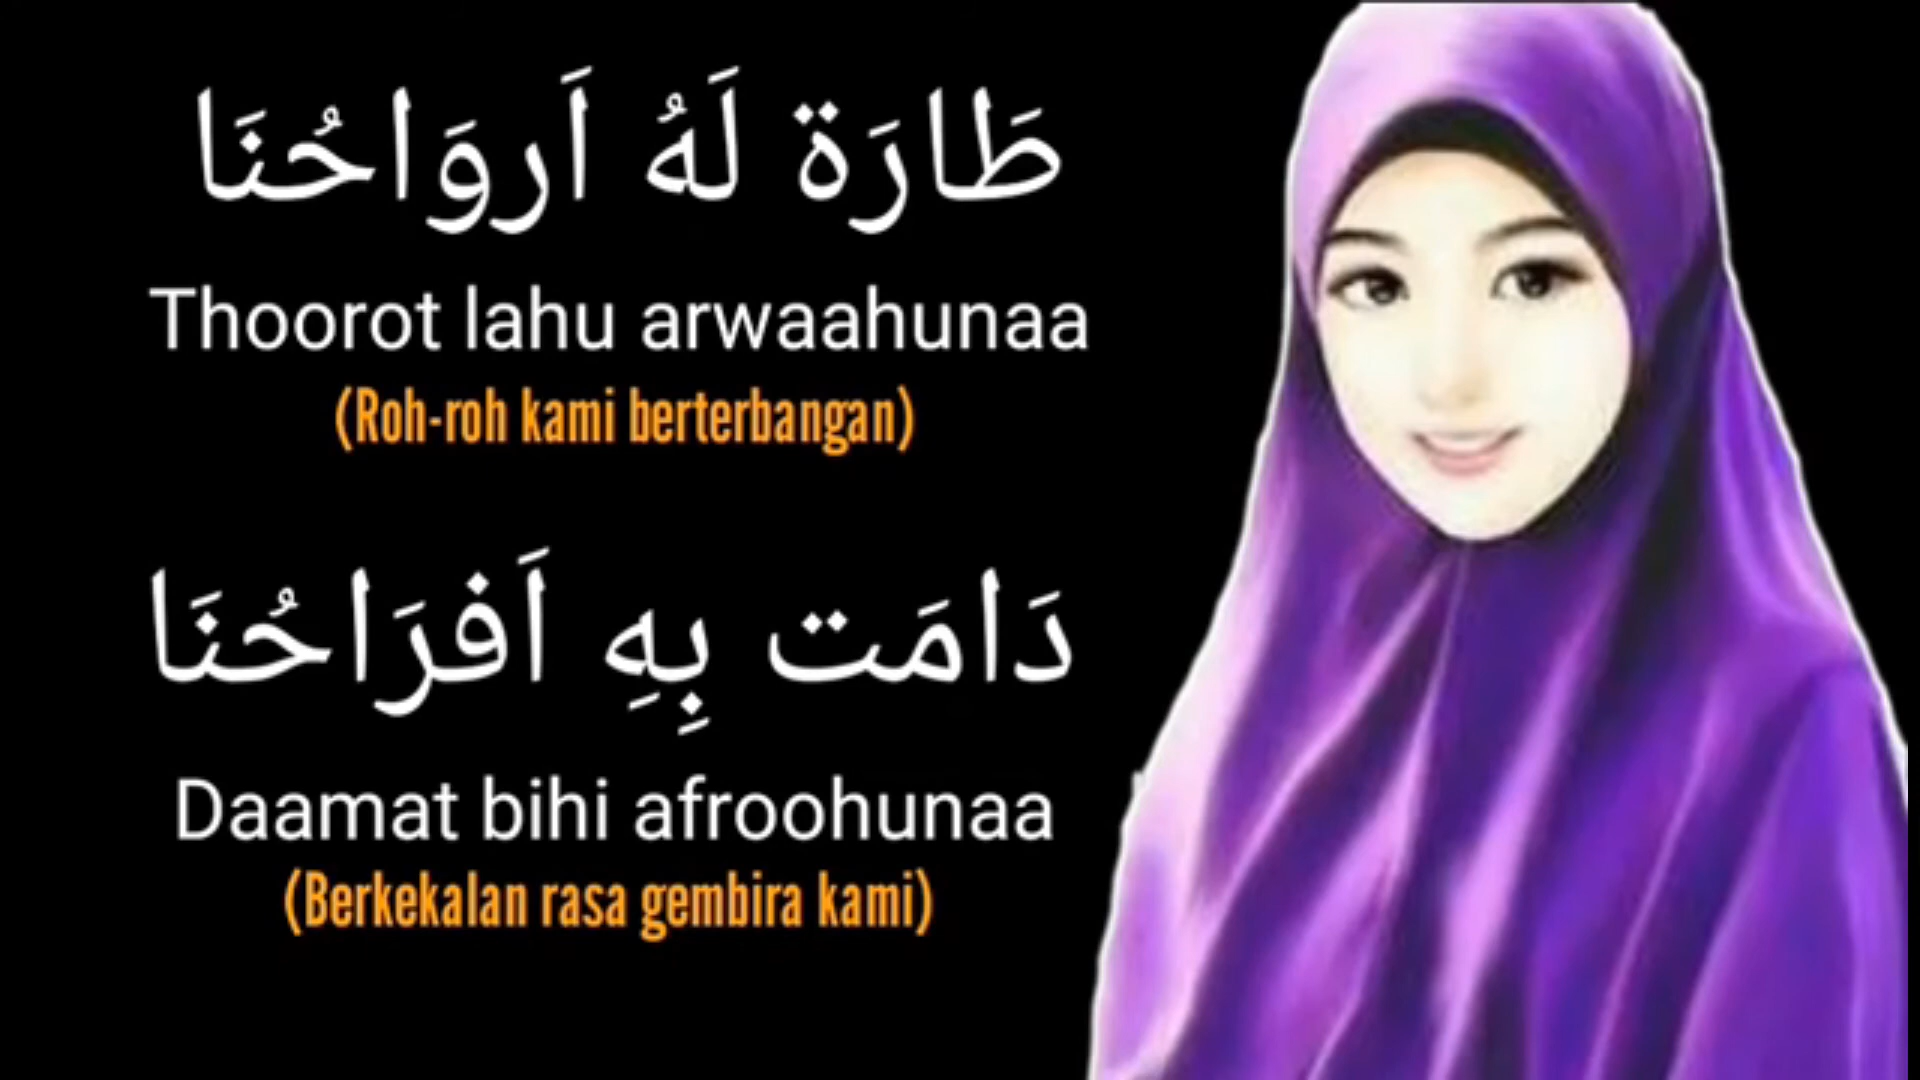 طَارَة لَهُ اَروَاحُنَا
Thoorot lahu arwaahunaa
(Roh-roh kami berterbangan)
دَامَت بِهِ اَفرَاحُنَا
Daamat bihi afroohunaa
(Berkekalan rasa gembira kami)